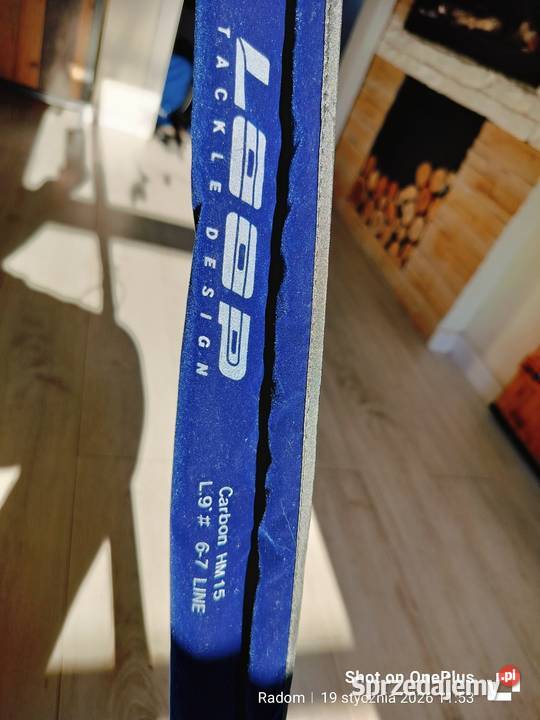 LOOP
TACKLE DESIGN
Carbon HM15
L.9' # 6-7 LINE
Shot on OnePlus
Sprzedajemy.pl
Radom | 19 stycznia 2026 11:53